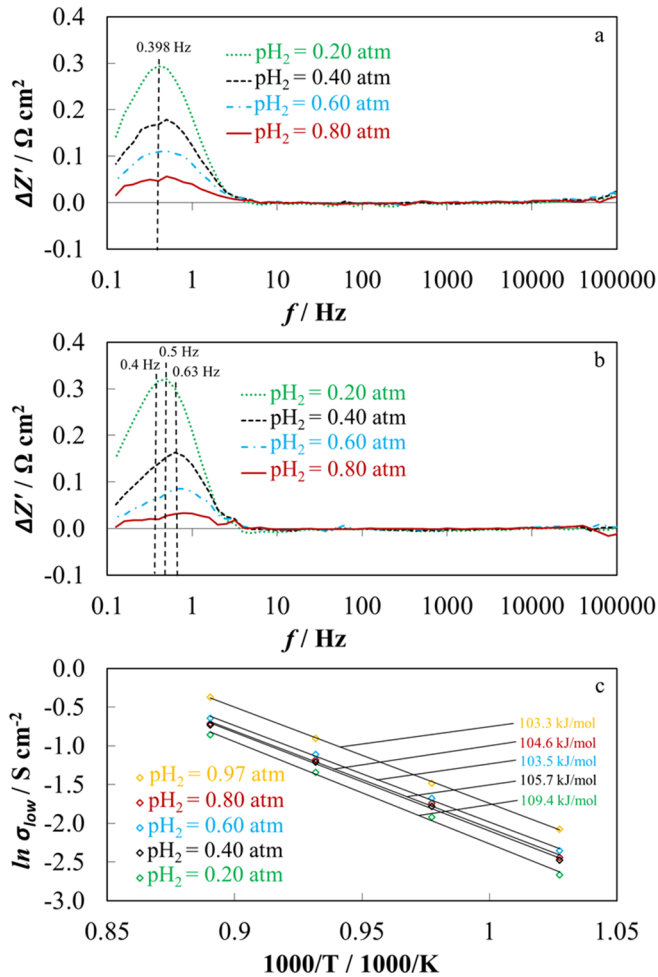 a
0.398 Hz
pH2 = 0.20 atm
pH2 = 0.40 atm
pH2 = 0.60 atm
pH2 = 0.80 atm
0.4
0.3
0.2
0.1
0.0
-0.1
ΔZ' / Ω cm²
0.1 1 10 100 1000 10000 100000
f / Hz
b
0.5 Hz
0.4 Hz
0.63 Hz
pH2 = 0.20 atm
pH2 = 0.40 atm
pH2 = 0.60 atm
pH2 = 0.80 atm
0.4
0.3
0.2
0.1
0.0
-0.1
ΔZ' / Ω cm²
0.1 1 10 100 1000 10000 100000
f / Hz
c
103.3 kJ/mol
104.6 kJ/mol
103.5 kJ/mol
105.7 kJ/mol
109.4 kJ/mol
pH2 = 0.97 atm
pH2 = 0.80 atm
pH2 = 0.60 atm
pH2 = 0.40 atm
pH2 = 0.20 atm
0.0
-0.5
-1.0
-1.5
-2.0
-2.5
-3.0
ln σlow / S cm⁻²
0.85 0.9 0.95 1 1.05
1000/T / 1000/K